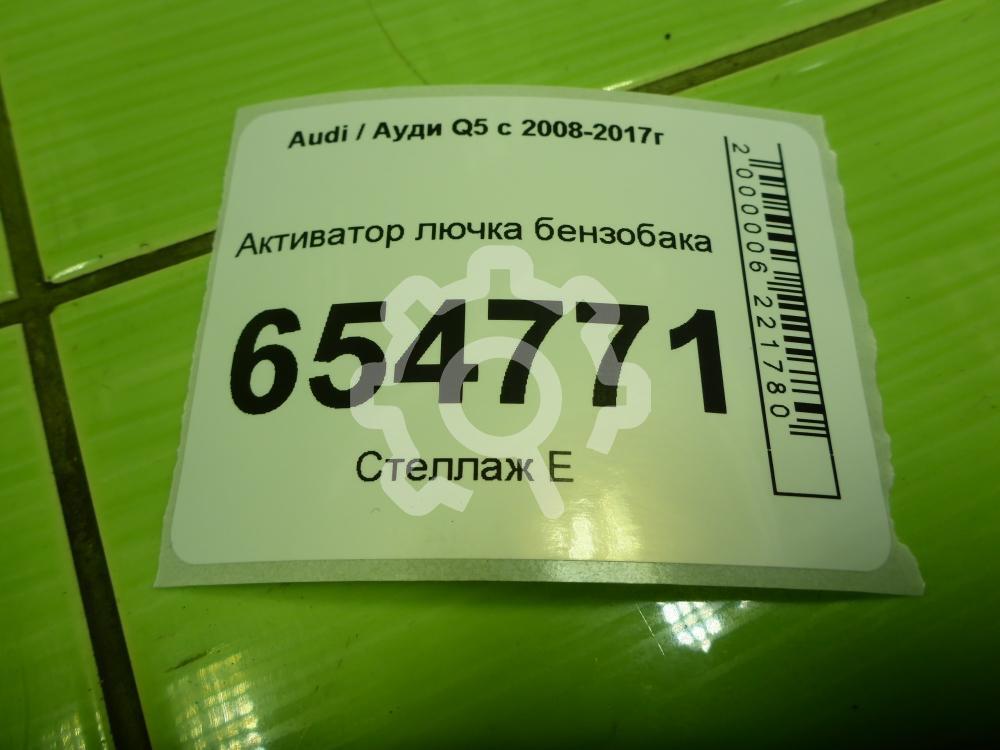 Audi / Ауди Q5 с 2008-2017г
Активатор лючка бензобака
654771
Стеллаж Е
2000006221780